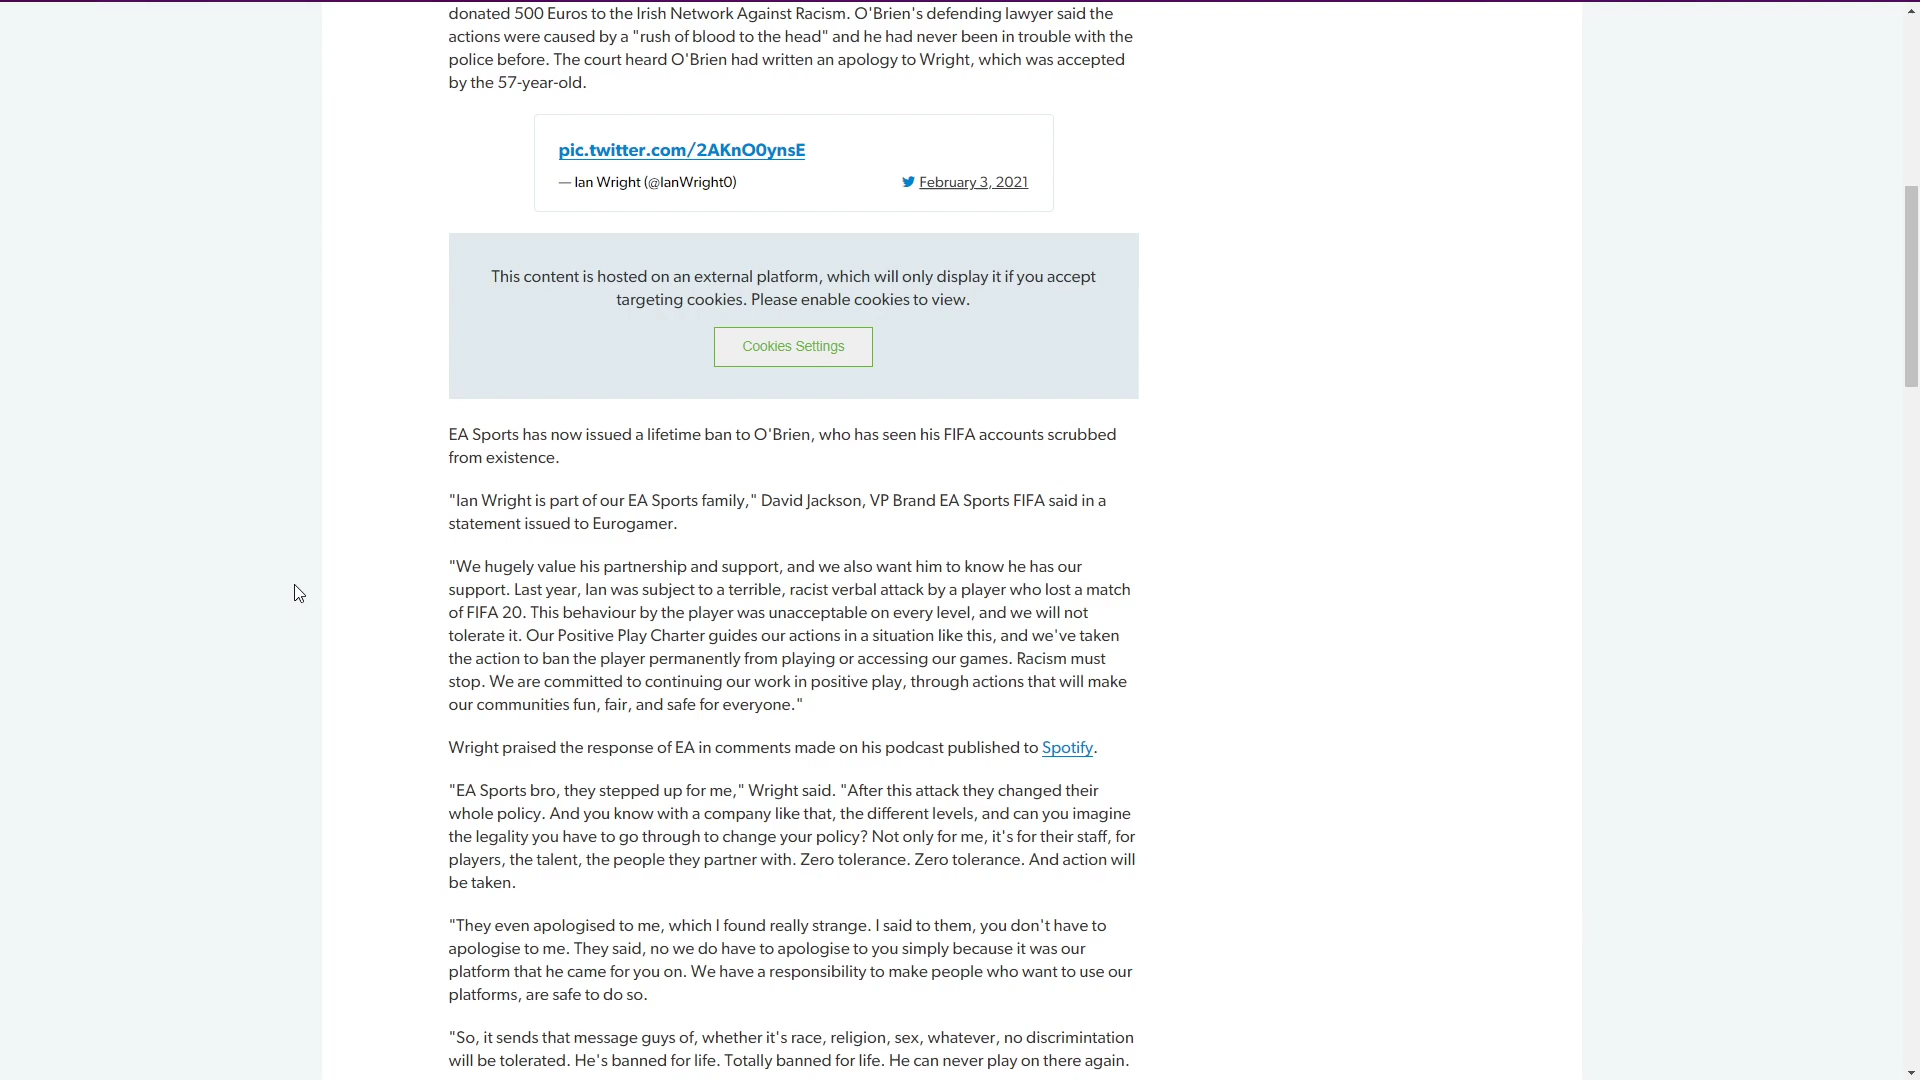 donated 500 Euros to the Irish Network Against Racism. O'Brien's defending lawyer said the
actions were caused by a "rush of blood to the head" and he had never been in trouble with the
police before. The court heard O'Brien had written an apology to Wright, which was accepted
by the 57-year-old.
pic.twitter.com/2AKnO0ynsE
— Ian Wright (@IanWright0) February 3, 2021
This content is hosted on an external platform, which will only display it if you accept
targeting cookies. Please enable cookies to view.
Cookies Settings
EA Sports has now issued a lifetime ban to O'Brien, who has seen his FIFA accounts scrubbed
from existence.
"Ian Wright is part of our EA Sports family," David Jackson, VP Brand EA Sports FIFA said in a
statement issued to Eurogamer.
"We hugely value his partnership and support, and we also want him to know he has our
support. Last year, Ian was subject to a terrible, racist verbal attack by a player who lost a match
of FIFA 20. This behaviour by the player was unacceptable on every level, and we will not
tolerate it. Our Positive Play Charter guides our actions in a situation like this, and we've taken
the action to ban the player permanently from playing or accessing our games. Racism must
stop. We are committed to continuing our work in positive play, through actions that will make
our communities fun, fair, and safe for everyone."
Wright praised the response of EA in comments made on his podcast published to Spotify.
"EA Sports bro, they stepped up for me," Wright said. "After this attack they changed their
whole policy. And you know with a company like that, the different levels, and can you imagine
the legality you have to go through to change your policy? Not only for me, it's for their staff, for
players, the talent, the people they partner with. Zero tolerance. Zero tolerance. And action will
be taken.
"They even apologised to me, which I found really strange. I said to them, you don't have to
apologise to me. They said, no we do have to apologise to you simply because it was our
platform that he came for you on. We have a responsibility to make people who want to use our
platforms, are safe to do so.
"So, it sends that message guys of, whether it's race, religion, sex, whatever, no discrimintation
will be tolerated. He's banned for life. Totally banned for life. He can never play on there again.